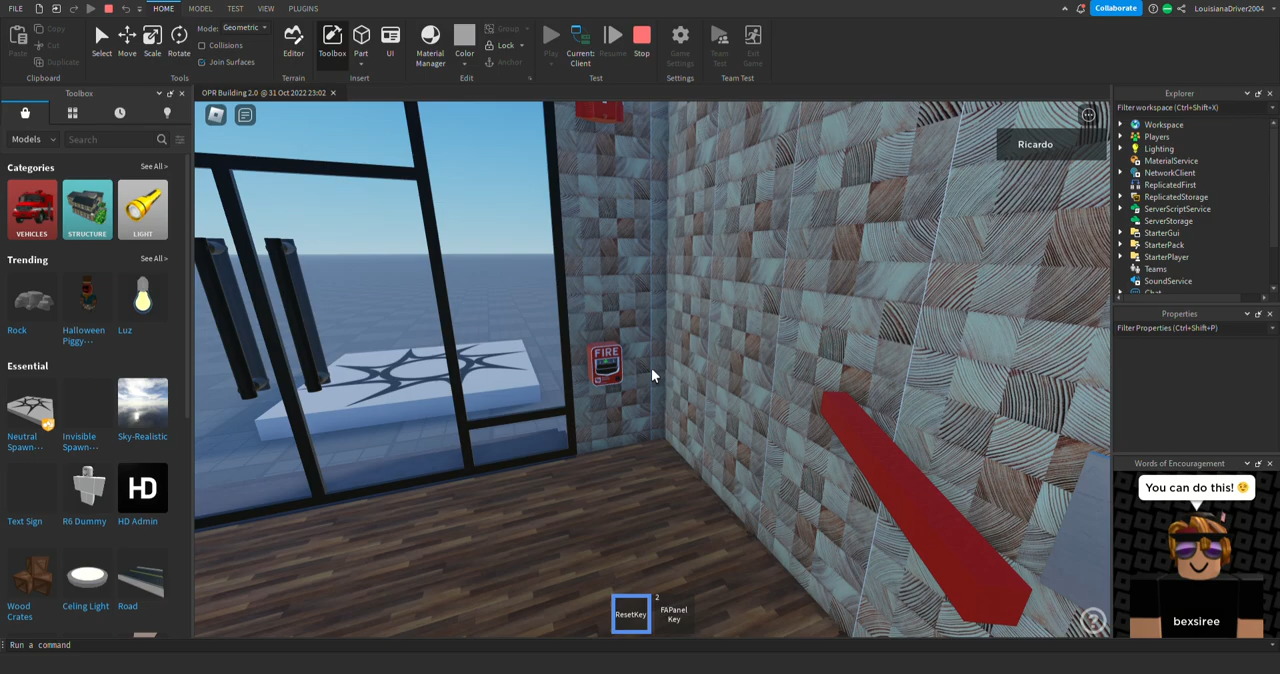 FILE
HOME
MODEL
TEST
VIEW
PLUGINS
Collaborate
LouisianaDriver2004
Paste
Copy
Cut
Duplicate
Clipboard
Select
Move
Scale
Rotate
Mode: Geometric
Collisions
Join Surfaces
Tools
Editor
Terrain
Toolbox
Part
UI
Insert
Material
Manager
Color
Group
Lock
Anchor
Edit
Play
Current:
Client
Resume
Stop
Test
Game
Settings
Settings
Team
Test
Exit
Game
Team Test
Toolbox
Models
Search
Categories
See All >
VEHICLES
STRUCTURE
LIGHT
Trending
See All >
Rock
Halloween
Piggy...
Luz
Essential
See All >
Neutral
Spawn...
Invisible
Spawn...
Sky-Realistic
Text Sign
R6 Dummy
HD
HD Admin
Wood
Crates
Celing Light
Road
OPR Building 2.0 @ 31 Oct 2022 23:02
Ricardo
FIRE
ResetKey
2
FAPanel
Key
Explorer
Filter workspace (Ctrl+Shift+X)
Workspace
Players
Lighting
MaterialService
NetworkClient
ReplicatedFirst
ReplicatedStorage
ServerScriptService
ServerStorage
StarterGui
StarterPack
StarterPlayer
Teams
SoundService
Chat
Properties
Filter Properties (Ctrl+Shift+P)
Words of Encouragement
You can do this!
bexsiree
Run a command